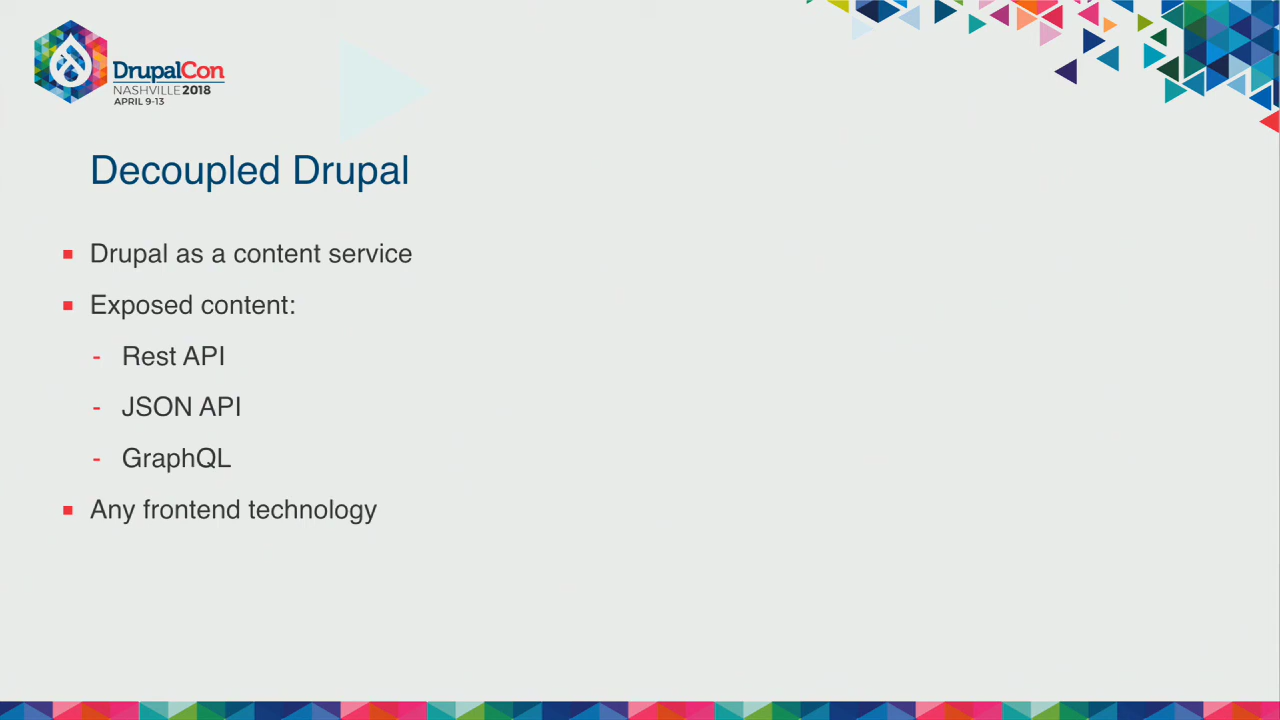 DrupalCon
NASHVILLE 2018
APRIL 9-13
Decoupled Drupal
Drupal as a content service
Exposed content:
- Rest API
- JSON API
- GraphQL
Any frontend technology